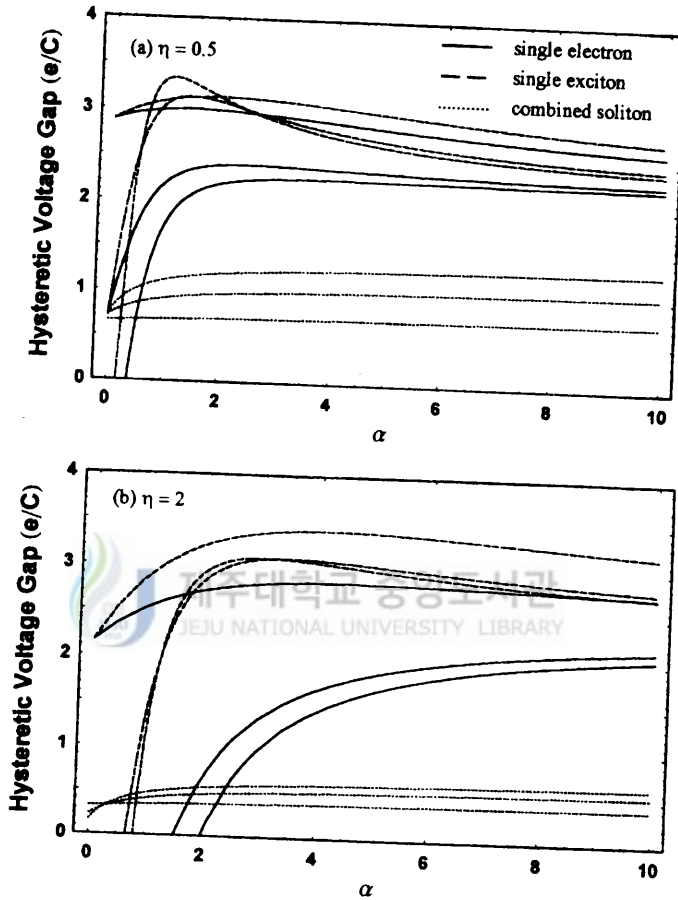 4
(a) η = 0.5
single electron
single exciton
combined soliton
3
2
1
0
Hysteretic Voltage Gap (e/C)
2
4
6
8
10
α
4
(b) η = 2
3
제주대학교 중앙도서관
JEJU NATIONAL UNIVERSITY LIBRARY
2
1
0
Hysteretic Voltage Gap (e/C)
0
2
4
6
8
10
α